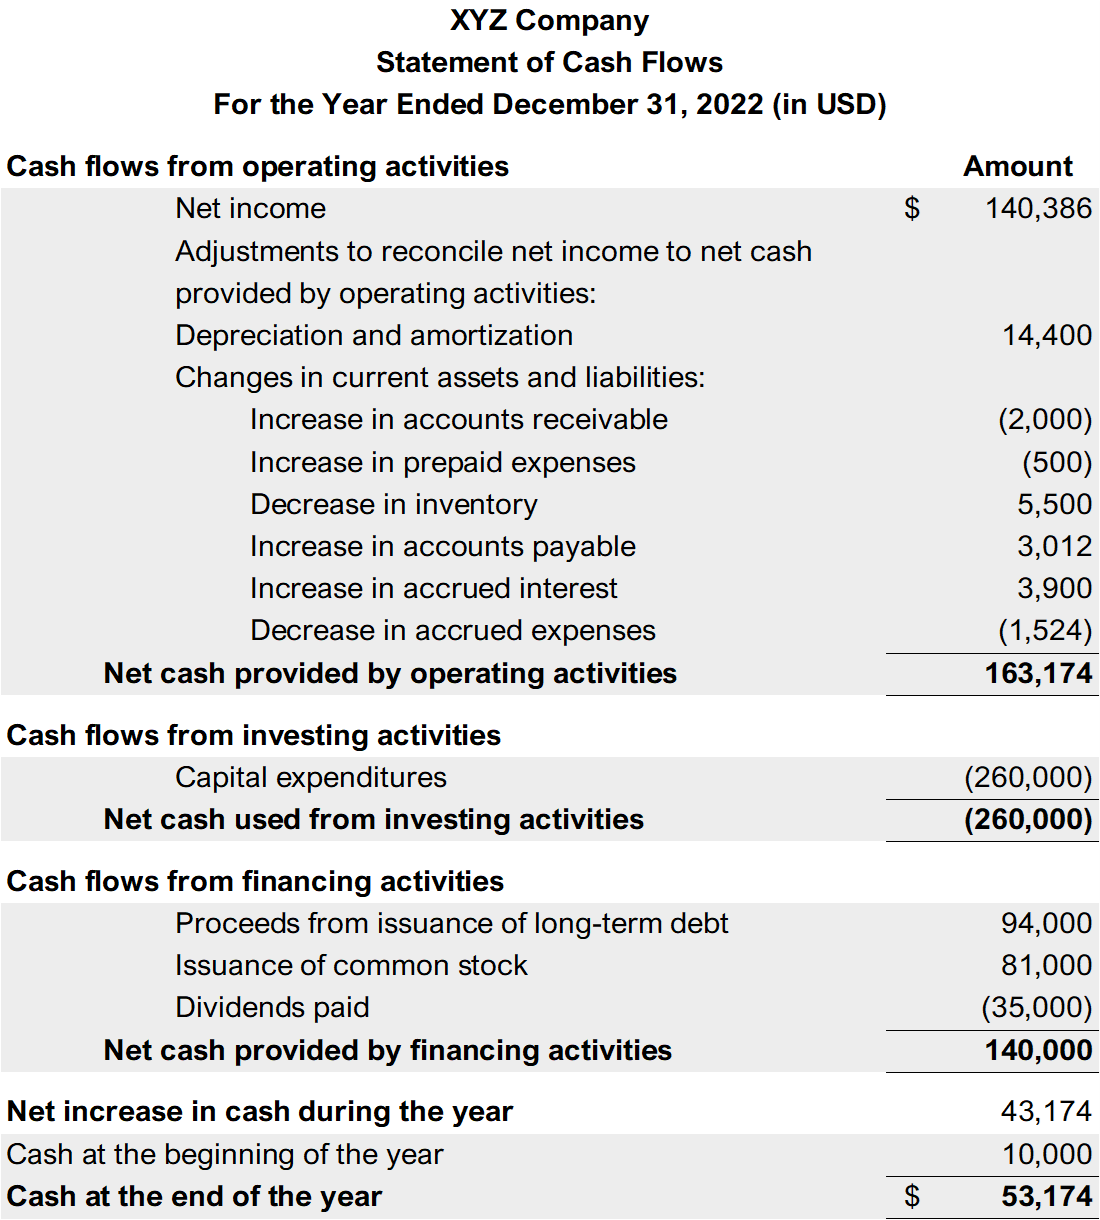 XYZ Company
Statement of Cash Flows
For the Year Ended December 31, 2022 (in USD)
Cash flows from operating activities Amount
Net income $ 140,386
Adjustments to reconcile net income to net cash
provided by operating activities:
Depreciation and amortization 14,400
Changes in current assets and liabilities:
Increase in accounts receivable (2,000)
Increase in prepaid expenses (500)
Decrease in inventory 5,500
Increase in accounts payable 3,012
Increase in accrued interest 3,900
Decrease in accrued expenses (1,524)
Net cash provided by operating activities 163,174
Cash flows from investing activities
Capital expenditures (260,000)
Net cash used from investing activities (260,000)
Cash flows from financing activities
Proceeds from issuance of long-term debt 94,000
Issuance of common stock 81,000
Dividends paid (35,000)
Net cash provided by financing activities 140,000
Net increase in cash during the year 43,174
Cash at the beginning of the year 10,000
Cash at the end of the year $ 53,174